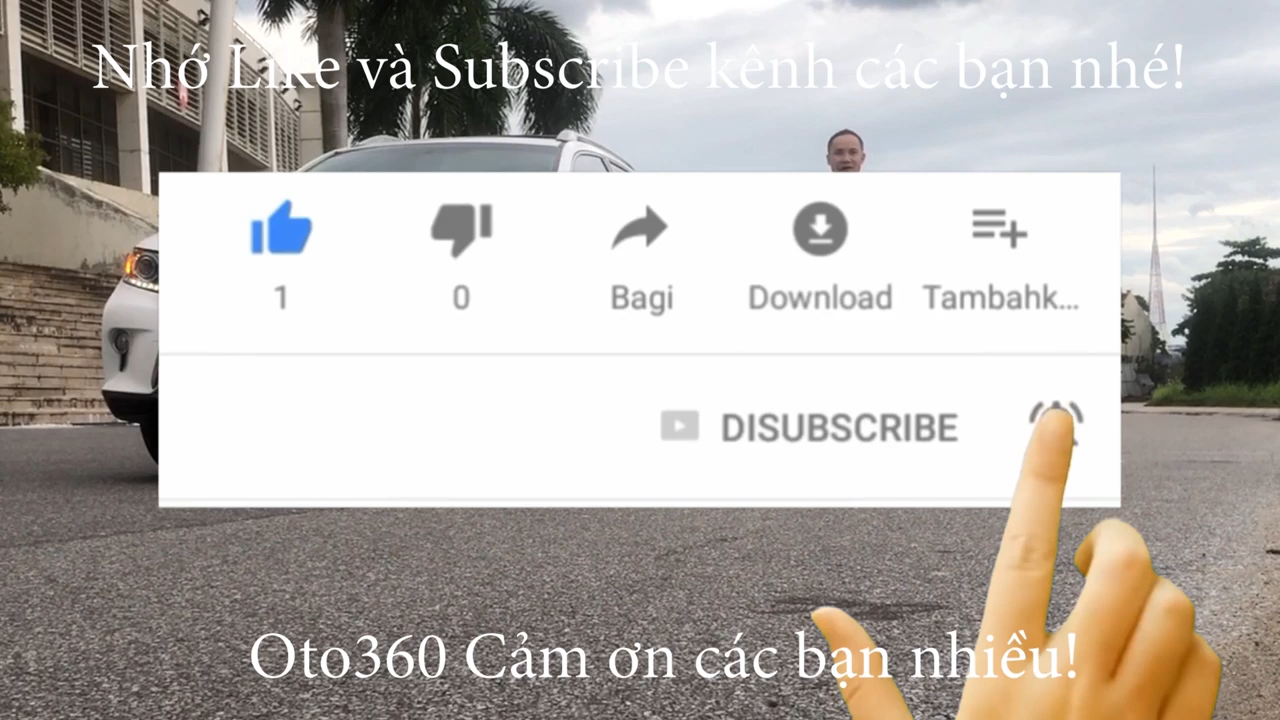 Nhớ Like và Subscribe kênh các bạn nhé!
1 0 Bagi Download Tambahk...
DISUBSCRIBE
Oto360 Cảm ơn các bạn nhiều!